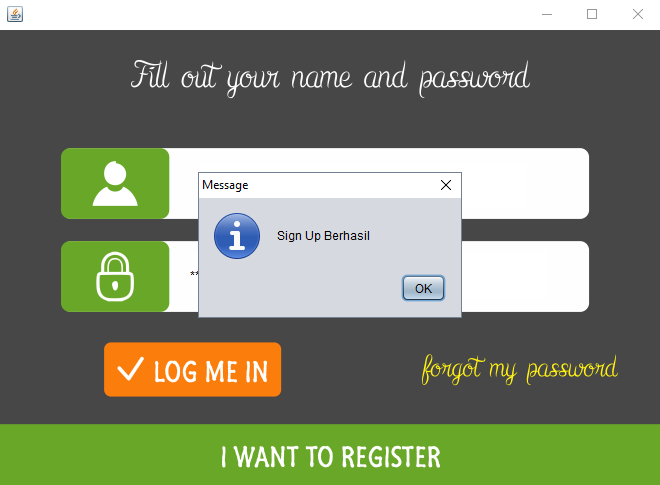 Fill out your name and password
Message
Sign Up Berhasil
**
OK
LOG ME IN
forgot my password
I WANT TO REGISTER